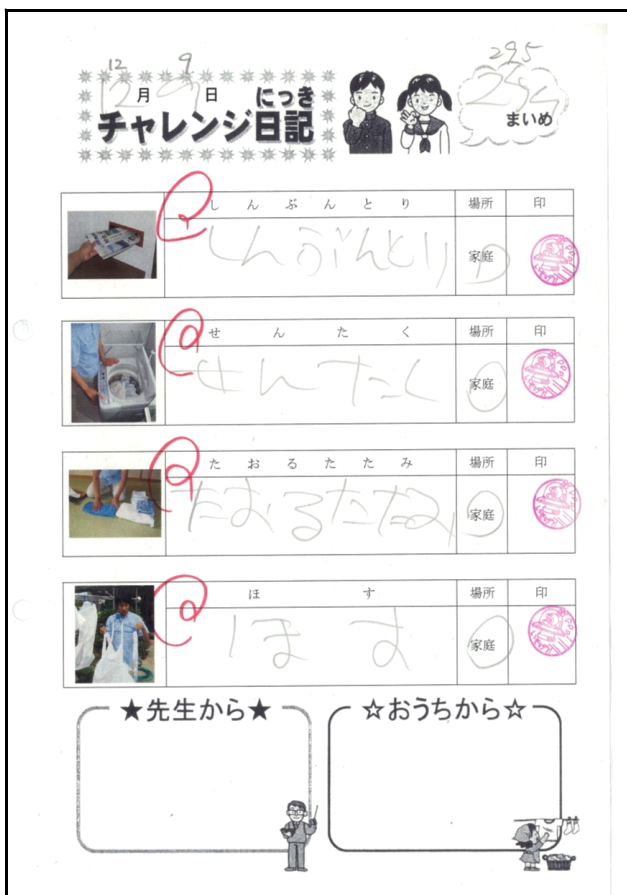 12 9 295
12月9日
にっき
チャレンジ日記
まいめ
しんぶんとり 場所 印
しんぶんとり 家庭
せんたく 場所 印
せんたく 家庭
たおるたたみ 場所 印
たおるたたみ 家庭
ほす 場所 印
ほす 家庭
★先生から★ ☆おうちから☆